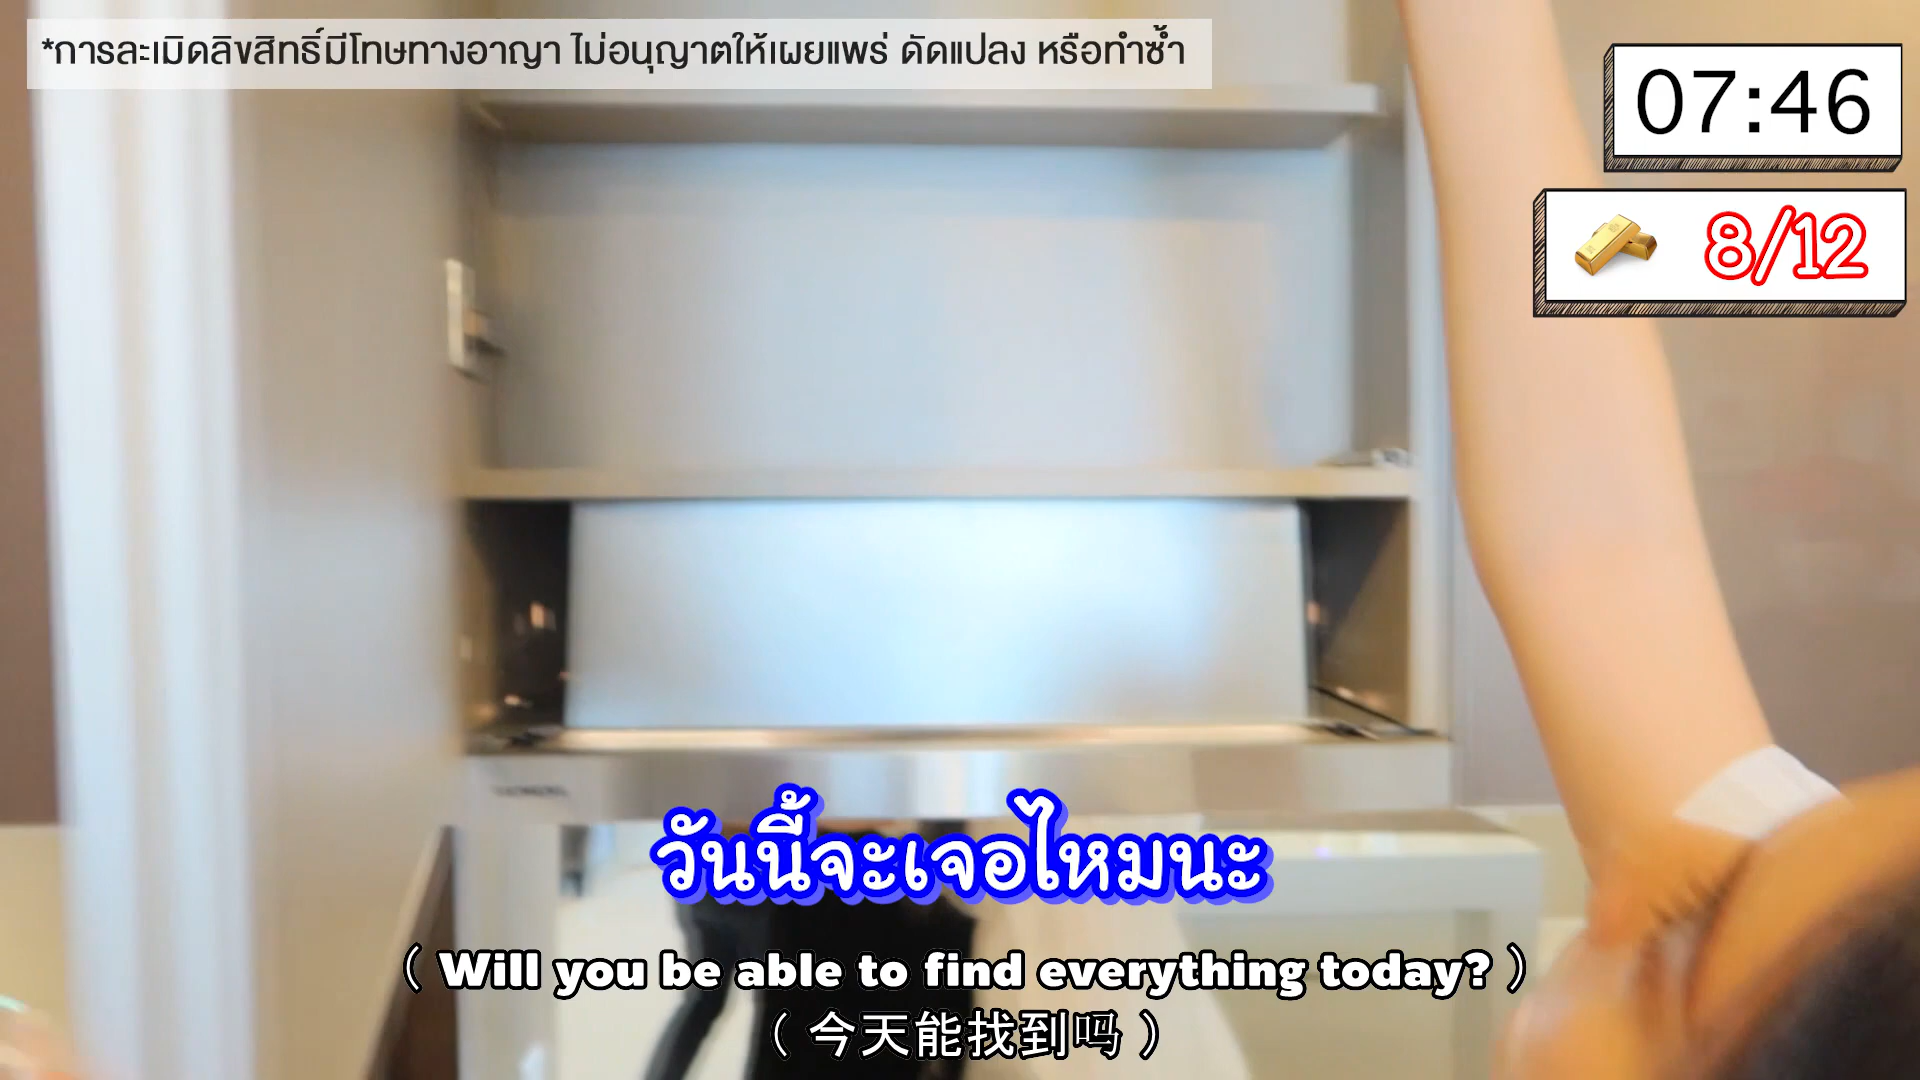 *การละเมิดลิขสิทธิ์มีโทษทางอาญา ไม่อนุญาตให้เผยแพร่ ดัดแปลง หรือทำซ้ำ
07:46
8/12
วันนี้จะเจอไหมนะ
( Will you be able to find everything today? )
( 今天能找到吗 )